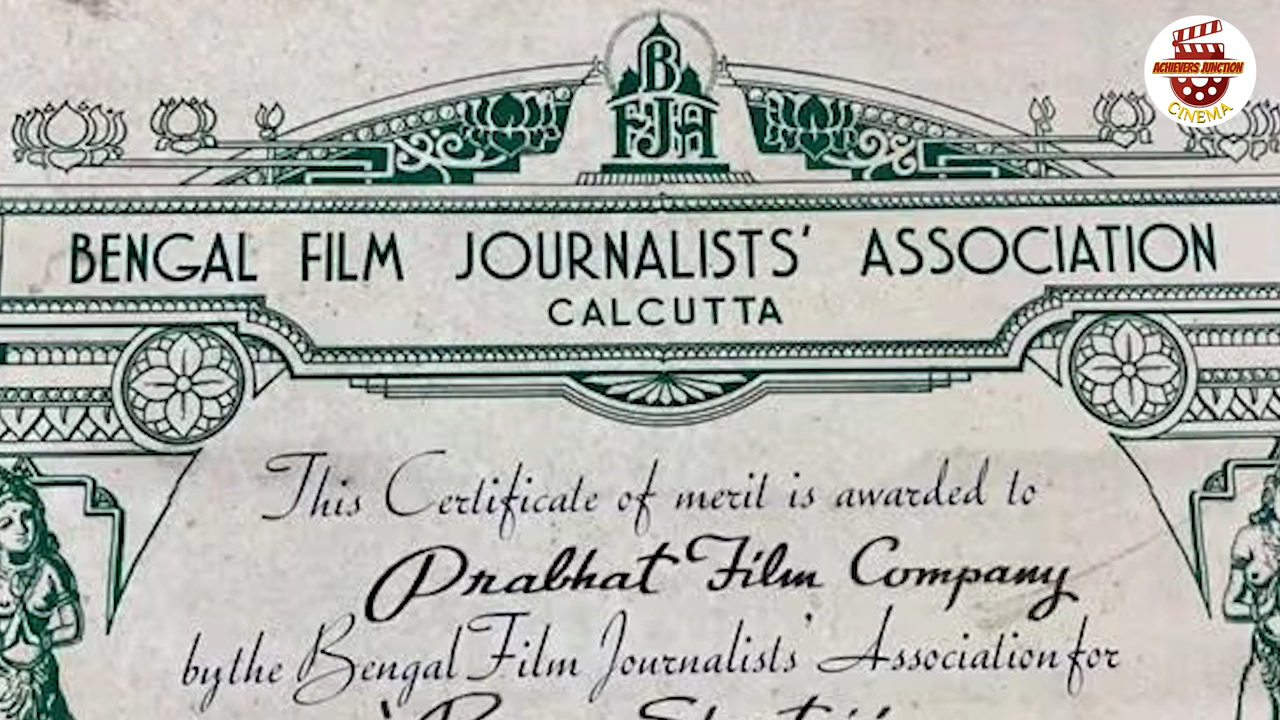 BFJA
ACHIEVERS JUNCTION
CINEMA
BENGAL FILM JOURNALISTS' ASSOCIATION
CALCUTTA
This Certificate of merit is awarded to
Prabhat Film Company
by the Bengal Film Journalists' Association for